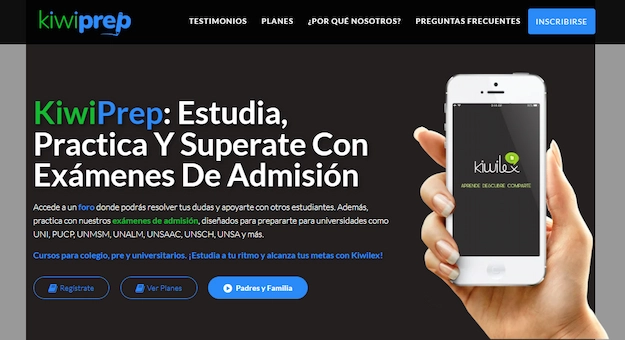 kiwiprep
TESTIMONIOS PLANES ¿POR QUÉ NOSOTROS? PREGUNTAS FRECUENTES INSCRIBIRSE
KiwiPrep: Estudia,
Practica Y Superate Con
Exámenes De Admisión
Accede a un foro donde podrás resolver tus dudas y apoyarte con otros estudiantes. Además,
practica con nuestros exámenes de admisión, diseñados para prepararte para universidades como
UNI, PUCP, UNMSM, UNALM, UNSAAC, UNSCH, UNSA y más.
Cursos para colegio, pre y universitarios. ¡Estudia a tu ritmo y alcanza tus metas con Kiwilex!
Regístrate Ver Planes Padres y Familia
kiwilex
APRENDE DESCUBRE COMPARTE